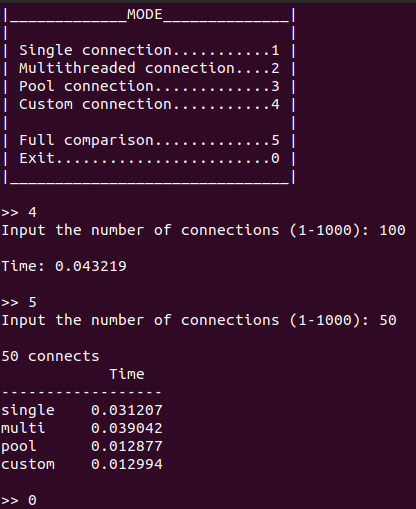 |_____________MODE______________|
|                               |
| Single connection...........1 |
| Multithreaded connection....2 |
| Pool connection.............3 |
| Custom connection...........4 |
|                               |
| Full comparison.............5 |
| Exit........................0 |
|_______________________________|

>> 4
Input the number of connections (1-1000): 100

Time: 0.043219

>> 5
Input the number of connections (1-1000): 50

50 connects
            Time
------------------
single    0.031207
multi     0.039042
pool      0.012877
custom    0.012994

>> 0